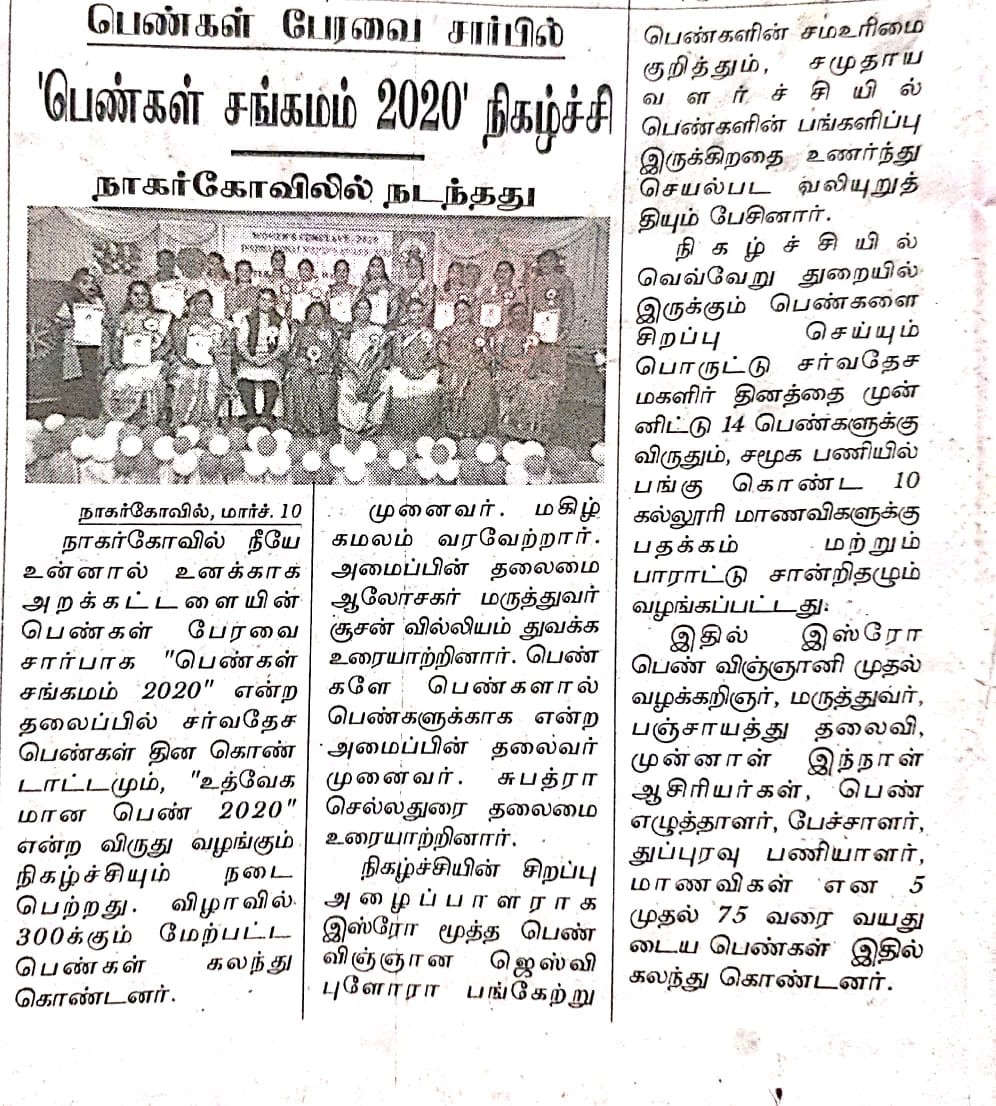 பெண்கள் பேரவை சார்பில்
'பெண்கள் சங்கமம் 2020' நிகழ்ச்சி
நாகர்கோவிலில் நடந்தது
WOMEN'S CONCLAVE 2020
நாகர்கோவில், மார்ச். 10
நாகர்கோவில் நீயே
உன்னால் உனக்காக
அறக்கட்டளையின்
பெண்கள் பேரவை
சார்பாக "பெண்கள்
சங்கமம் 2020" என்ற
தலைப்பில் சர்வதேச
பெண்கள் தின கொண்
டாட்டமும், "உத்வேக
மான பெண் 2020"
என்ற விருது வழங்கும்
நிகழ்ச்சியும் நடை
பெற்றது. விழாவில்
300க்கும் மேற்பட்ட
பெண்கள் கலந்து
கொண்டனர்.
முனைவர். மகிழ்
கமலம் வரவேற்றார்.
அமைப்பின் தலைமை
ஆலோசகர் மருத்துவர்
சூசன் வில்லியம் துவக்க
உரையாற்றினார். பெண்
களே பெண்களால்
பெண்களுக்காக என்ற
அமைப்பின் தலைவர்
முனைவர். சுபத்ரா
செல்லதுரை தலைமை
உரையாற்றினார்.
நிகழ்ச்சியின் சிறப்பு
அழைப்பாளராக
இஸ்ரோ மூத்த பெண்
விஞ்ஞான ஜெஸ்வி
புளோரா பங்கேற்று
பெண்களின் சமஉரிமை
குறித்தும், சமுதாய
வளர்ச்சியில்
பெண்களின் பங்களிப்பு
இருக்கிறதை உணர்ந்து
செயல்பட வலியுறுத்
தியும் பேசினார்.
நிகழ்ச்சியில்
வெவ்வேறு துறையில்
இருக்கும் பெண்களை
சிறப்பு செய்யும்
பொருட்டு சர்வதேச
மகளிர் தினத்தை முன்
னிட்டு 14 பெண்களுக்கு
விருதும், சமூக பணியில்
பங்கு கொண்ட 10
கல்லூரி மாணவிகளுக்கு
பதக்கம் மற்றும்
பாராட்டு சான்றிதழும்
வழங்கப்பட்டது.
இதில் இஸ்ரோ
பெண் விஞ்ஞானி முதல்
வழக்கறிஞர், மருத்துவர்,
பஞ்சாயத்து தலைவி,
முன்னாள் இந்நாள்
ஆசிரியர்கள், பெண்
எழுத்தாளர், பேச்சாளர்,
துப்புரவு பணியாளர்,
மாணவிகள் என 5
முதல் 75 வரை வயது
டைய பெண்கள் இதில்
கலந்து கொண்டனர்.